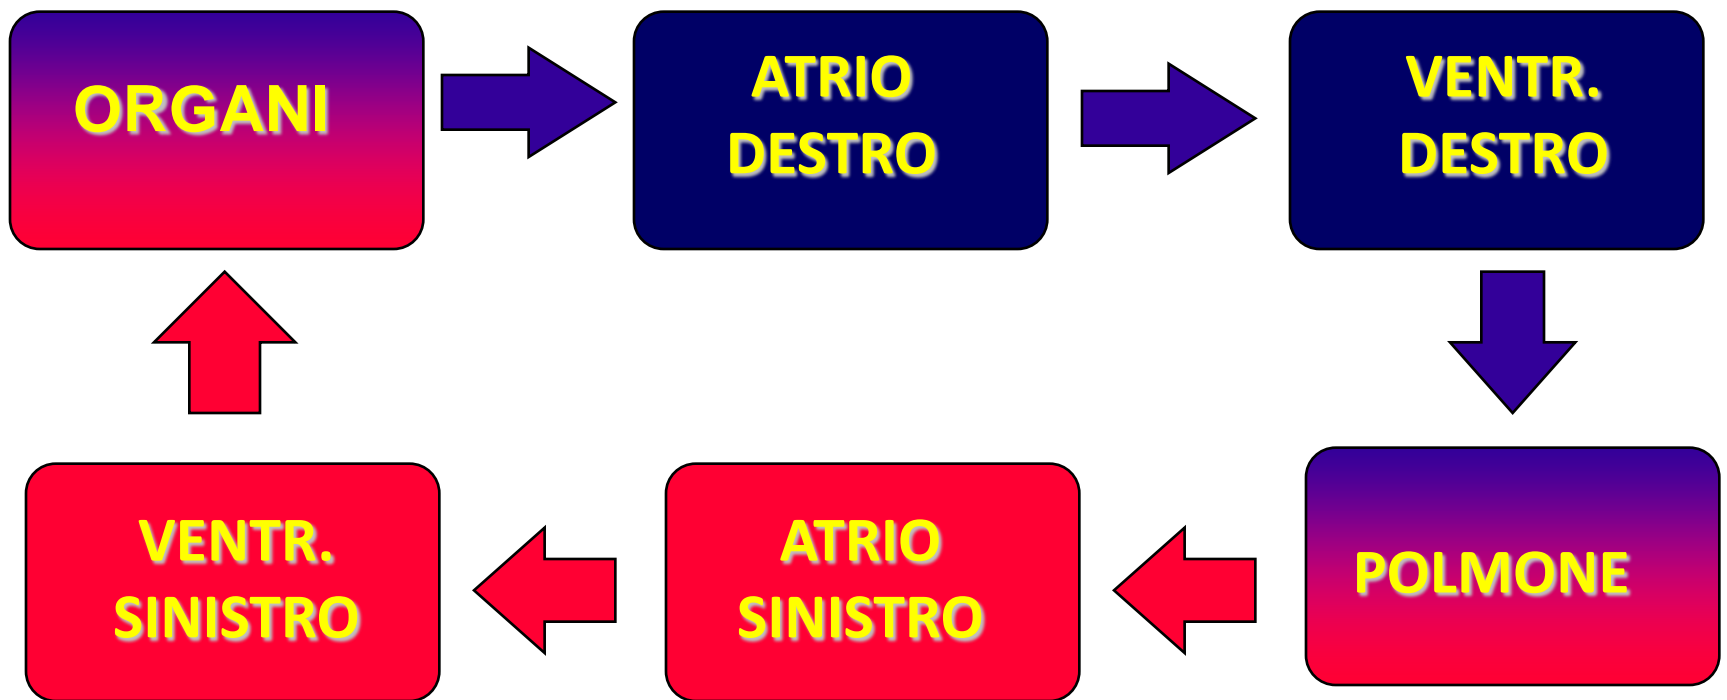 ORGANI
ATRIO
DESTRO
VENTR.
DESTRO
VENTR.
SINISTRO
ATRIO
SINISTRO
POLMONE